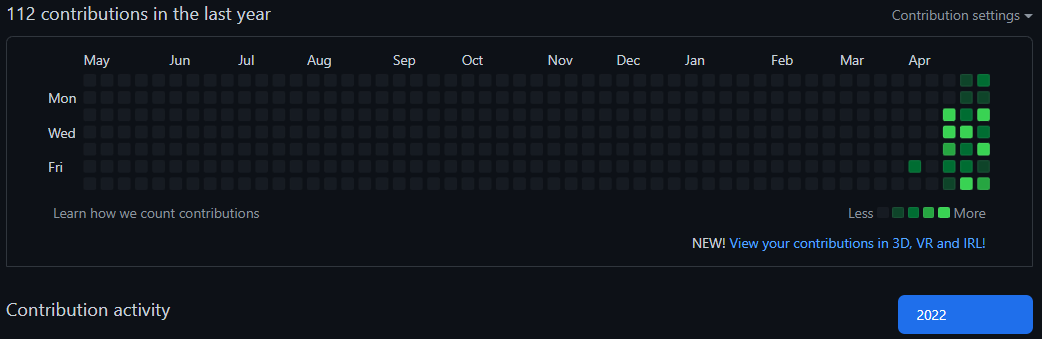 112 contributions in the last year
Contribution settings
May Jun Jul Aug Sep Oct Nov Dec Jan Feb Mar Apr
Mon
Wed
Fri
Learn how we count contributions
Less More
NEW! View your contributions in 3D, VR and IRL!
Contribution activity
2022